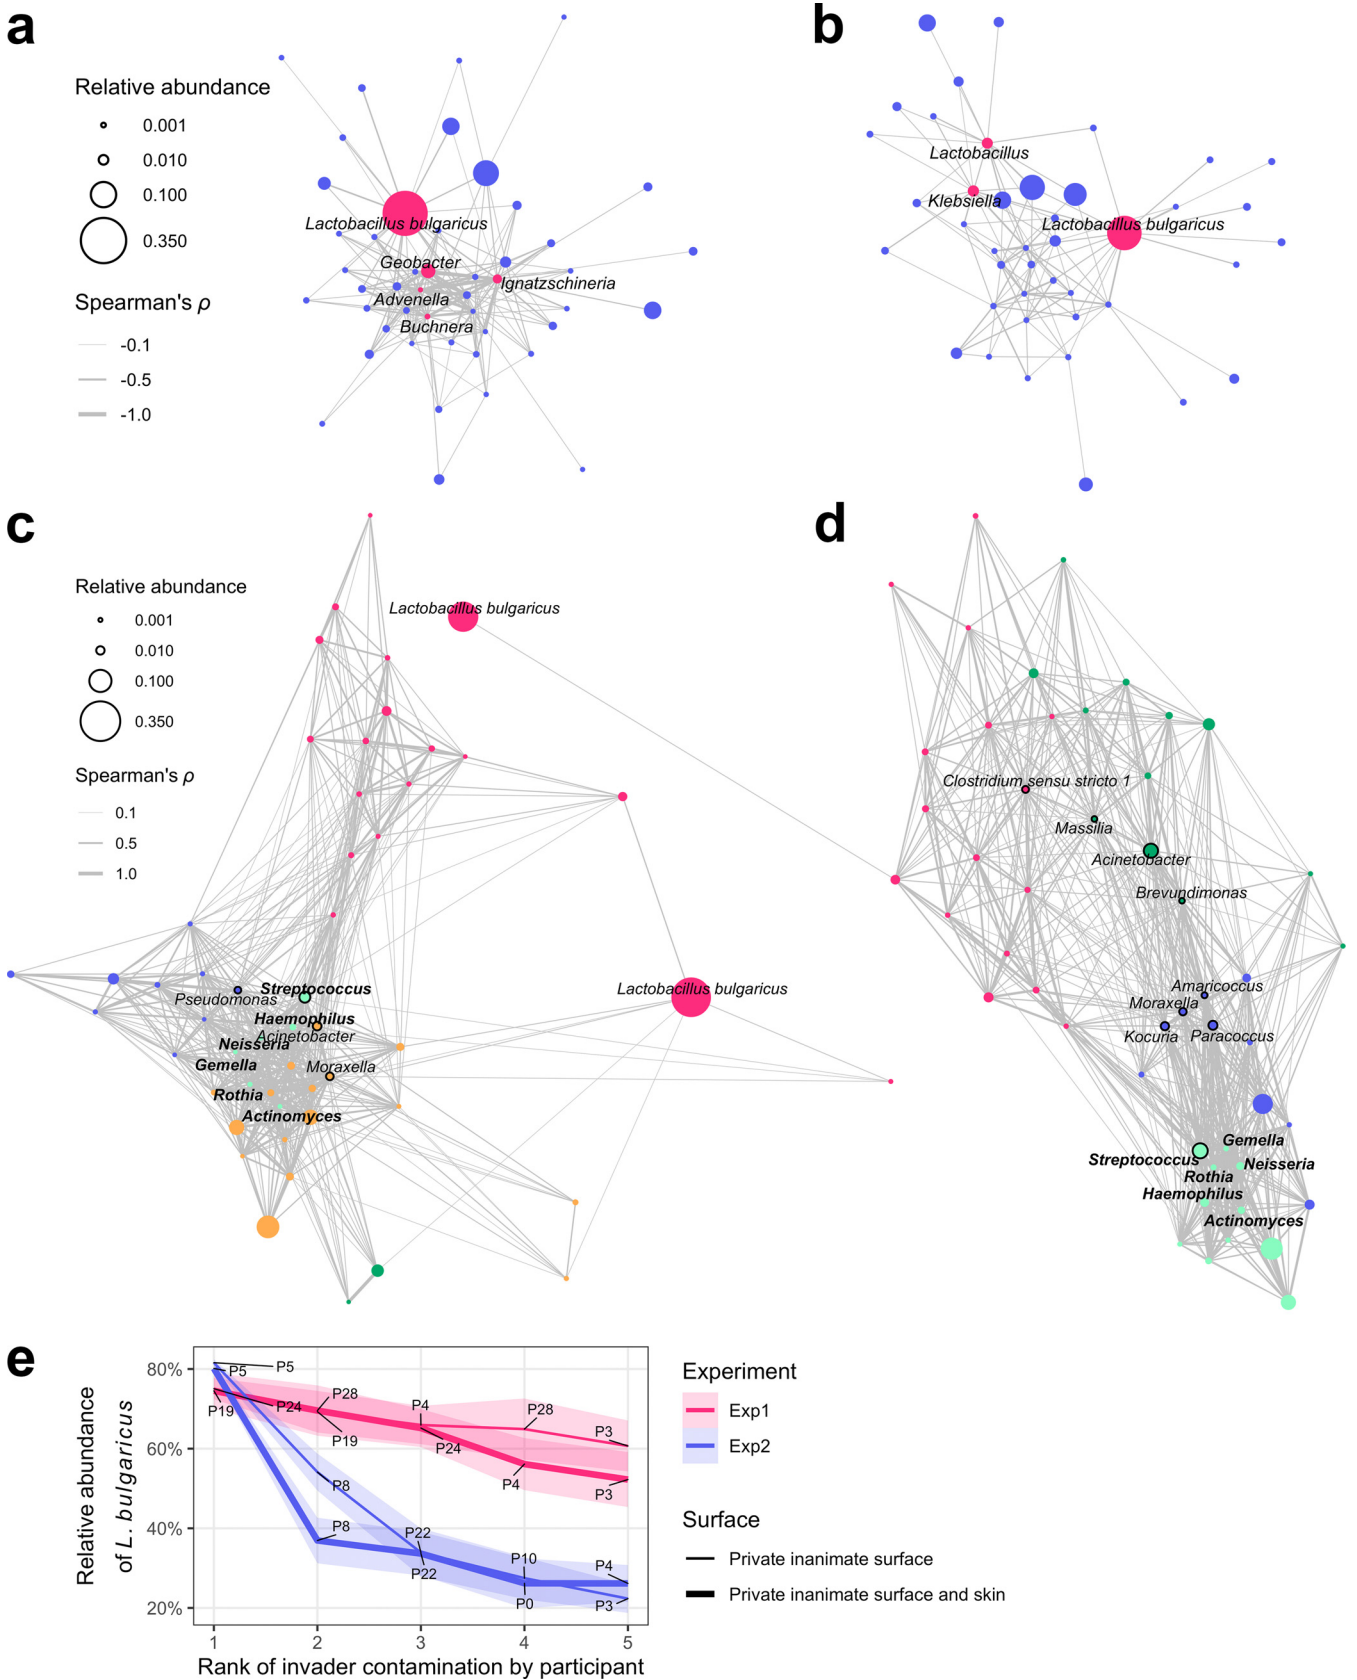 a
Relative abundance
0.001
0.010
0.100
0.350
Spearman's ρ
-0.1
-0.5
-1.0
Lactobacillus bulgaricus
Geobacter
Ignatzschineria
Advenella
Buchnera
b
Lactobacillus
Klebsiella
Lactobacillus bulgaricus
c
Relative abundance
0.001
0.010
0.100
0.350
Spearman's ρ
0.1
0.5
1.0
Lactobacillus bulgaricus
Lactobacillus bulgaricus
Pseudomonas
Streptococcus
Haemophilus
Acinetobacter
Neisseria
Gemella
Moraxella
Rothia
Actinomyces
d
Clostridium sensu stricto 1
Massilia
Acinetobacter
Brevundimonas
Amaricoccus
Moraxella
Kocuria
Paracoccus
Gemella
Streptococcus
Neisseria
Rothia
Haemophilus
Actinomyces
e
Relative abundance
of L. bulgaricus
80%
60%
40%
20%
P5
P5
P19
P24
P28
P19
P4
P24
P28
P4
P3
P3
P8
P8
P22
P22
P10
P0
P4
P3
1
2
3
4
5
Rank of invader contamination by participant
Experiment
Exp1
Exp2
Surface
Private inanimate surface
Private inanimate surface and skin